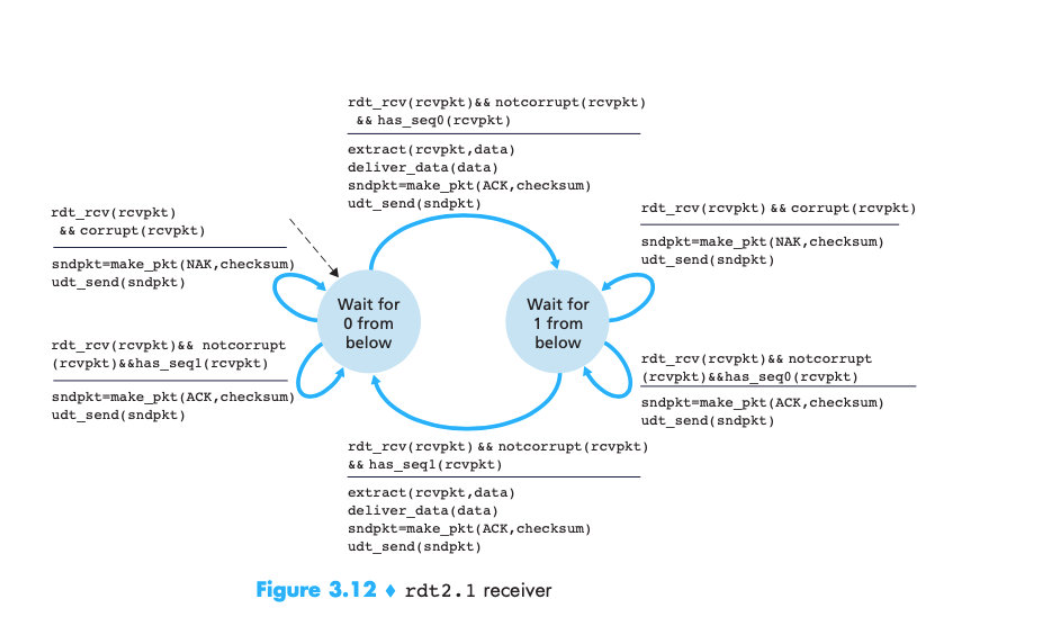 rdt_rcv(rcvpkt)&& notcorrupt(rcvpkt)
&& has_seq0(rcvpkt)
extract(rcvpkt,data)
deliver_data(data)
sndpkt=make_pkt(ACK,checksum)
udt_send(sndpkt)
rdt_rcv(rcvpkt)
&& corrupt(rcvpkt)
sndpkt=make_pkt(NAK,checksum)
udt_send(sndpkt)
rdt_rcv(rcvpkt) && corrupt(rcvpkt)
sndpkt=make_pkt(NAK,checksum)
udt_send(sndpkt)
Wait for
0 from
below
Wait for
1 from
below
rdt_rcv(rcvpkt)&& notcorrupt
(rcvpkt)&&has_seq1(rcvpkt)
sndpkt=make_pkt(ACK,checksum)
udt_send(sndpkt)
rdt_rcv(rcvpkt)&& notcorrupt
(rcvpkt)&&has_seq0(rcvpkt)
sndpkt=make_pkt(ACK,checksum)
udt_send(sndpkt)
rdt_rcv(rcvpkt) && notcorrupt(rcvpkt)
&& has_seq1(rcvpkt)
extract(rcvpkt,data)
deliver_data(data)
sndpkt=make_pkt(ACK,checksum)
udt_send(sndpkt)
Figure 3.12 ♦ rdt2.1 receiver